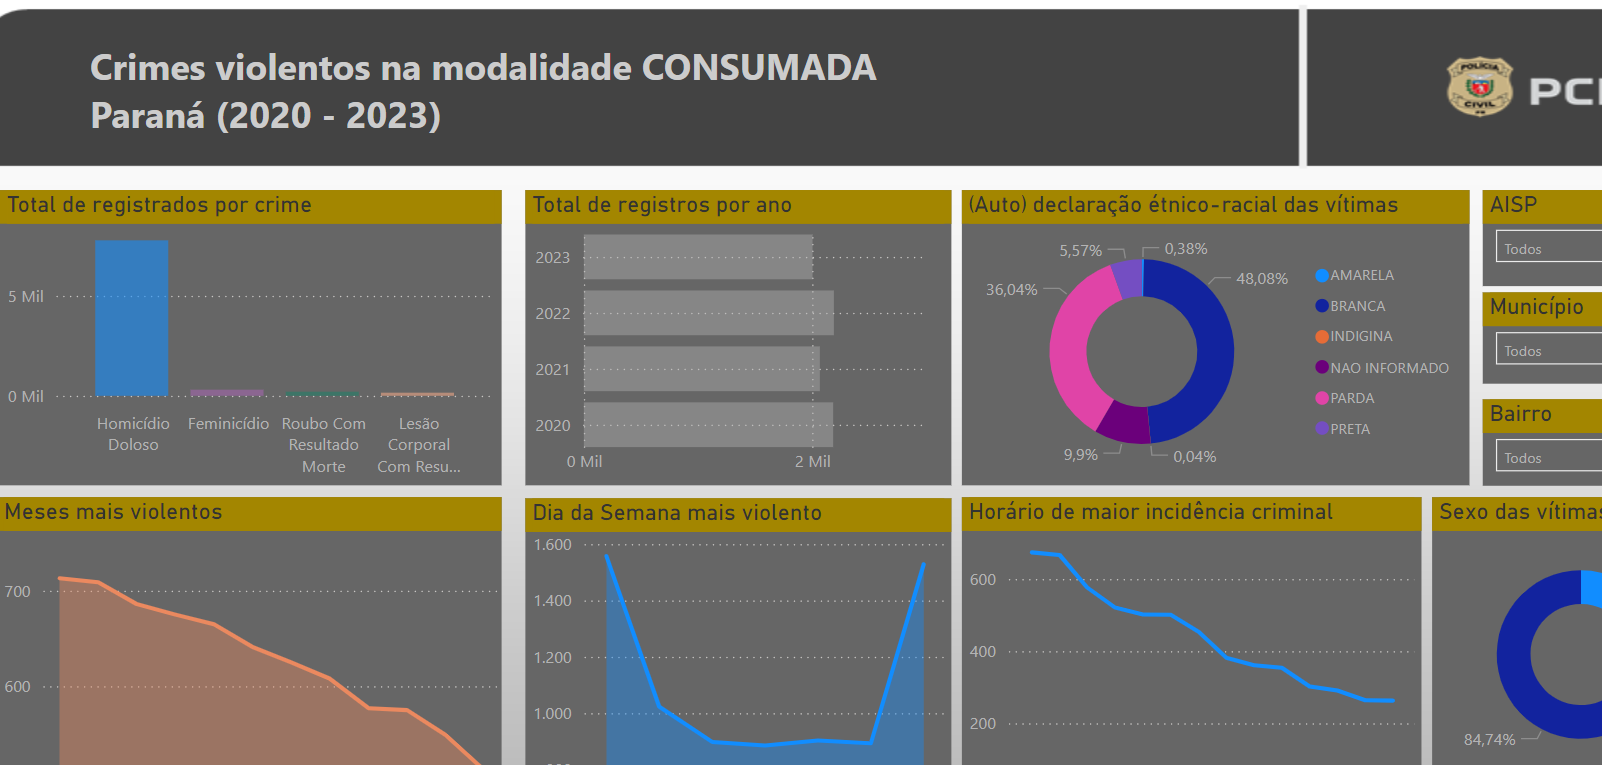 Crimes violentos na modalidade CONSUMADA
Paraná (2020 - 2023)
POLÍCIA
CIVIL
Total de registrados por crime
5 Mil
0 Mil
Homicídio
Doloso
Feminicídio
Roubo Com
Resultado
Morte
Lesão
Corporal
Com Resu...
Total de registros por ano
2023
2022
2021
2020
0 Mil
2 Mil
(Auto) declaração étnico-racial das vítimas
5,57%
0,38%
36,04%
48,08%
9,9%
0,04%
AMARELA
BRANCA
INDIGINA
NAO INFORMADO
PARDA
PRETA
AISP
Todos
Município
Todos
Bairro
Todos
Meses mais violentos
700
600
Dia da Semana mais violento
1.600
1.400
1.200
1.000
Horário de maior incidência criminal
600
400
200
Sexo das vítimas
84,74%